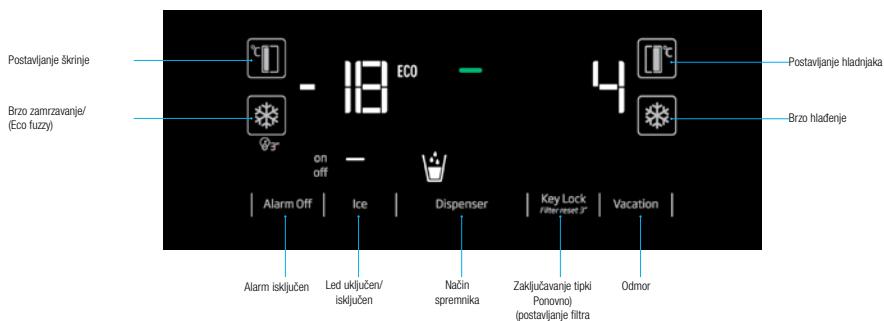 Postavljanje škrinje
Brzo zamrzavanje/
(Eco fuzzy)
°C
- 18 ECO
4
°C
3"
on
off
Alarm Off
Ice
Dispenser
Key Lock
Filter reset 3"
Vacation
Postavljanje hladnjaka
Brzo hlađenje
Alarm isključen
Led uključen/
isključen
Način
spremnika
Zaključavanje tipki
Ponovno)
(postavljanje filtra
Odmor